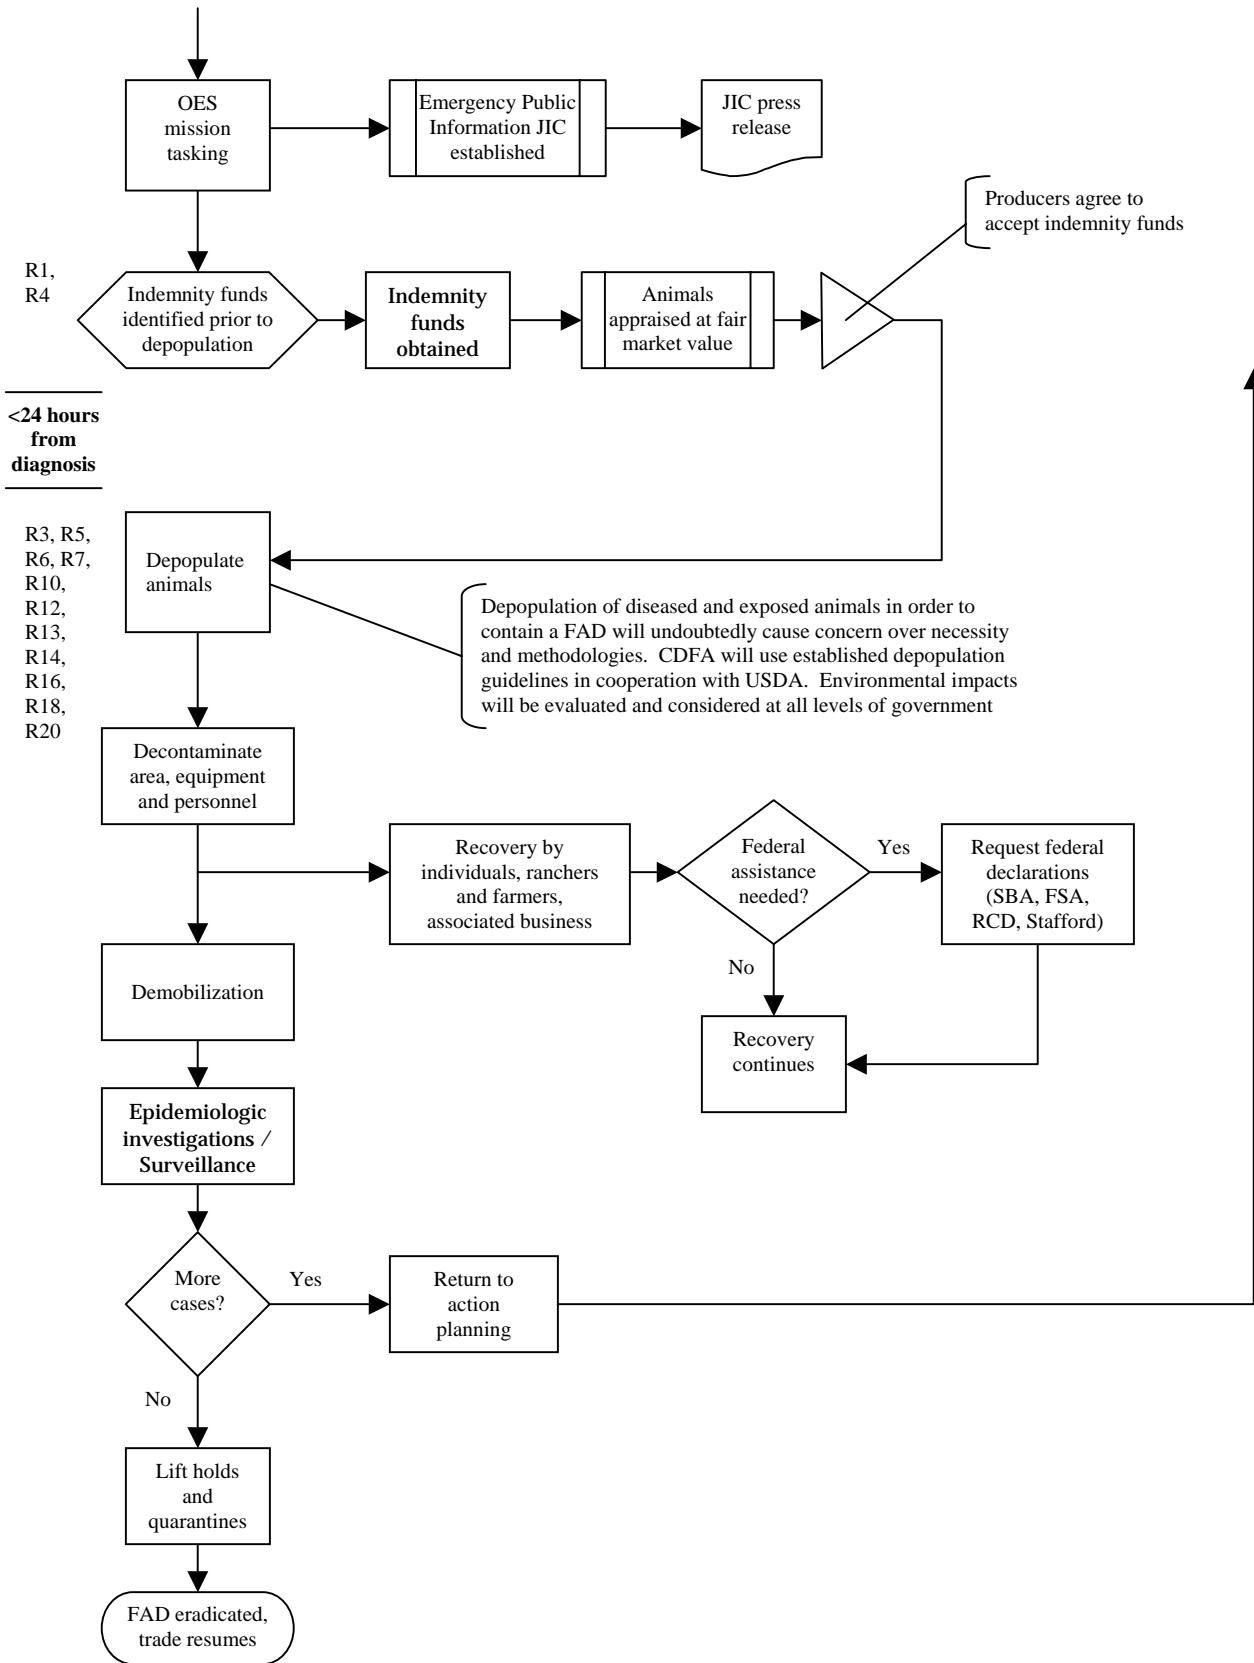 OES
mission
tasking
Emergency Public
Information JIC
established
JIC press
release
Producers agree to
accept indemnity funds
R1,
R4
Indemnity funds
identified prior to
depopulation
Indemnity
funds
obtained
Animals
appraised at fair
market value
<24 hours
from
diagnosis
R3, R5,
R6, R7,
R10,
R12,
R13,
R14,
R16,
R18,
R20
Depopulate
animals
Depopulation of diseased and exposed animals in order to
contain a FAD will undoubtedly cause concern over necessity
and methodologies.  CDFA will use established depopulation
guidelines in cooperation with USDA.  Environmental impacts
will be evaluated and considered at all levels of government
Decontaminate
area, equipment
and personnel
Recovery by
individuals, ranchers
and farmers,
associated business
Federal
assistance
needed?
Yes
Request federal
declarations
(SBA, FSA,
RCD, Stafford)
No
Demobilization
Recovery
continues
Epidemiologic
investigations /
Surveillance
More
cases?
Yes
Return to
action
planning
No
Lift holds
and
quarantines
FAD eradicated,
trade resumes